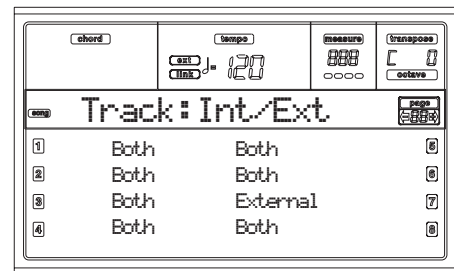 chord tempo measure transpose
ext ♩= 120 888 C 0
link octave
song Track:Int/Ext page
88
1 Both Both 5
2 Both Both 6
3 Both External 7
4 Both Both 8